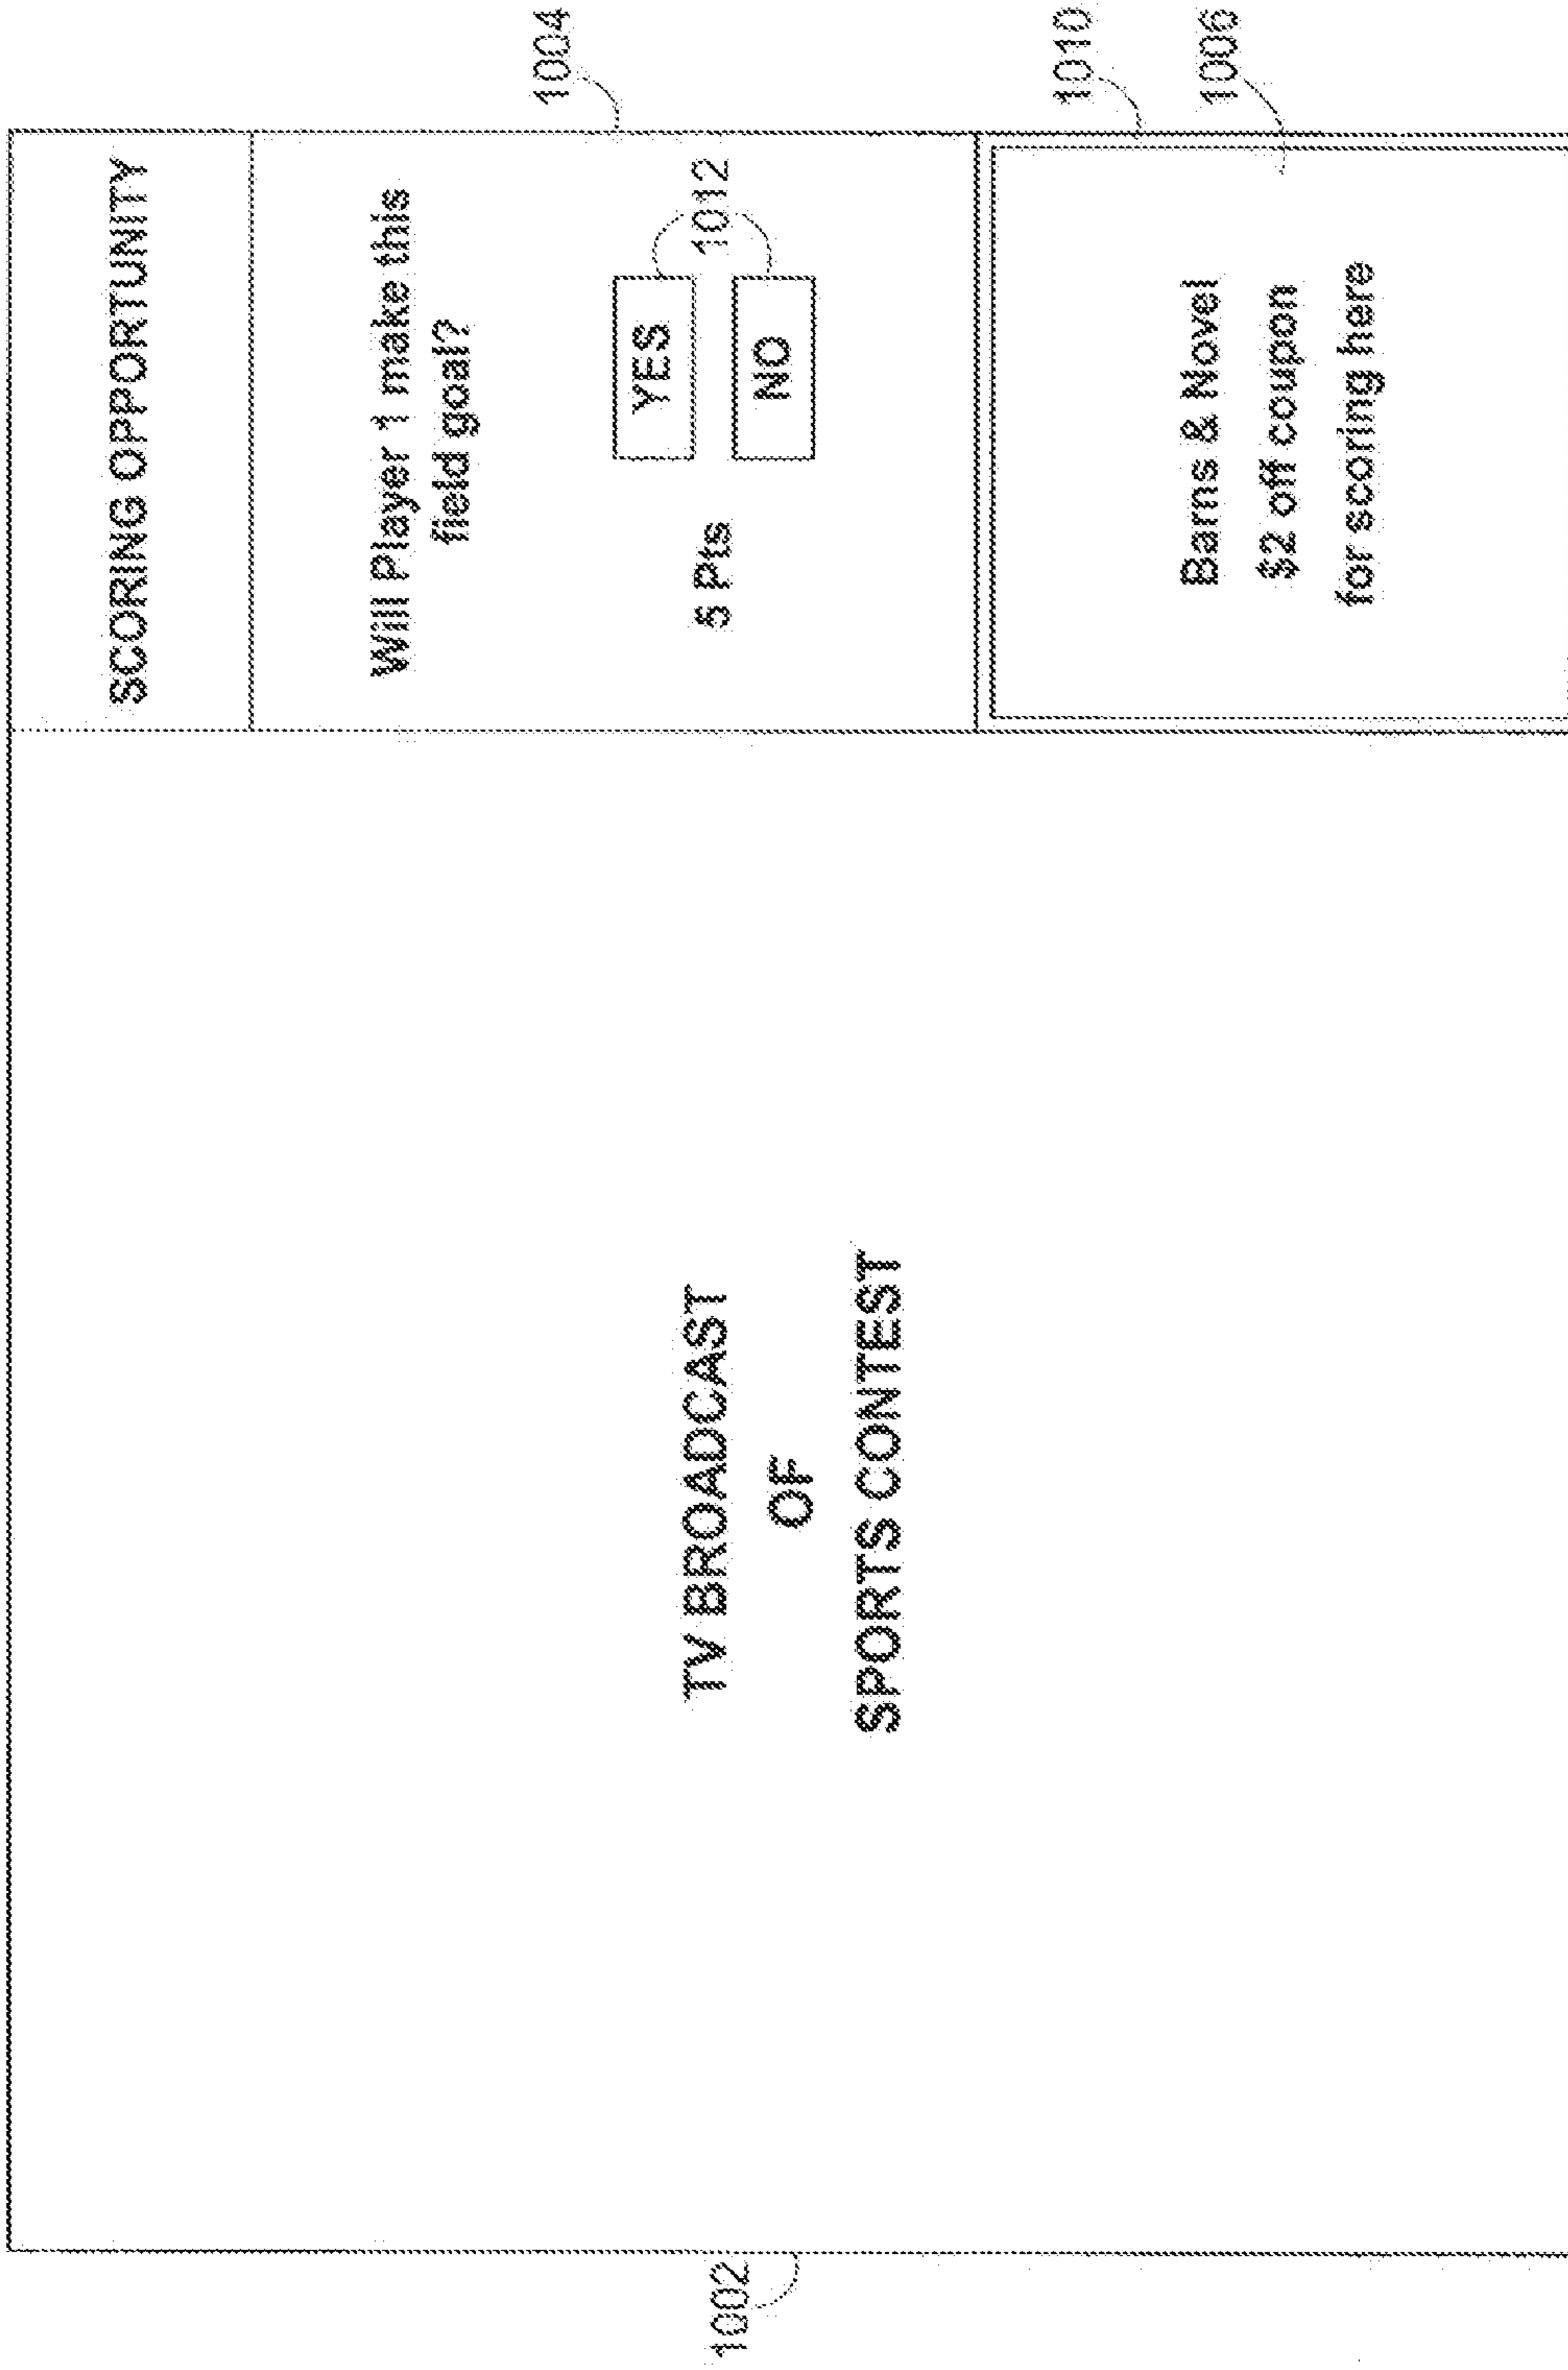 SCORING OPPORTUNITY
Will Player 1 make this
field goal?
5 Pts
YES
NO
1012
1004
TV BROADCAST
OF
SPORTS CONTEST
1002
1010
1006
Barns & Novel
$2 off coupon
for scoring here